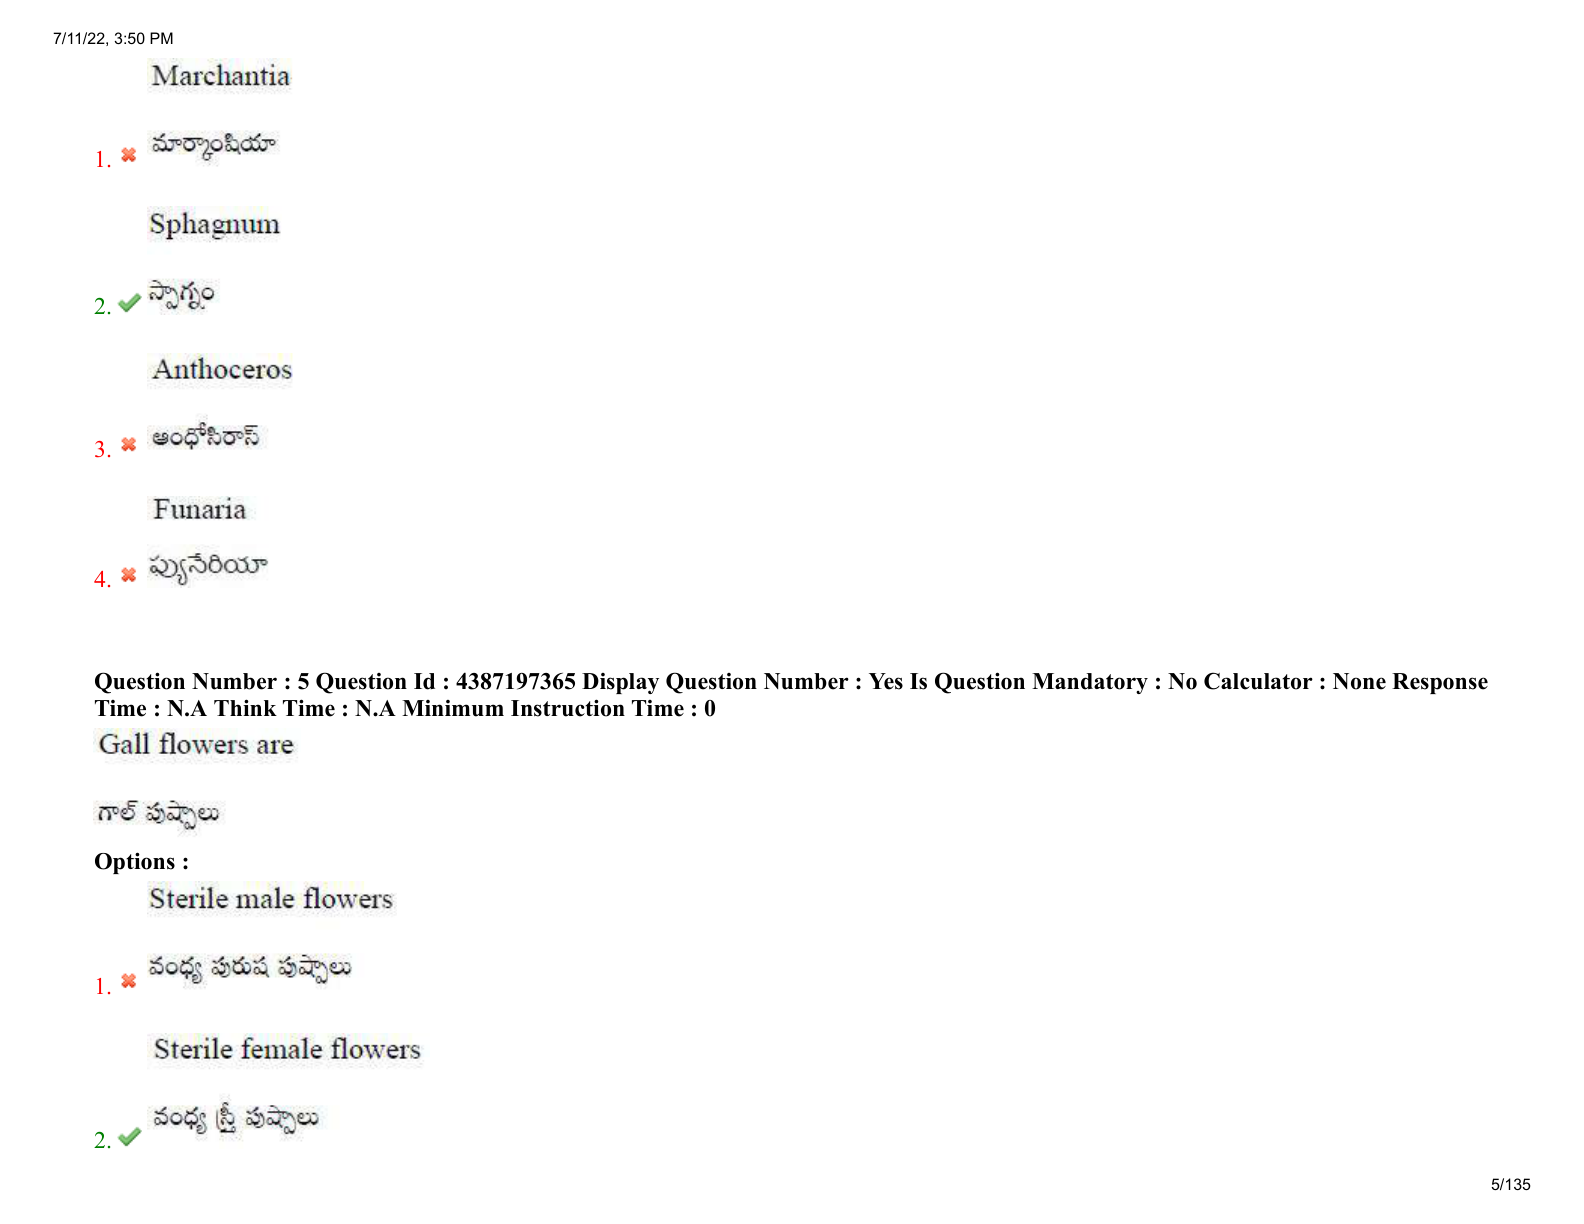 7/11/22, 3:50 PM
Marchantia
1. మార్కాంషియా
Sphagnum
2. స్పాగ్నం
Anthoceros
3. ఆంధోసిరాస్
Funaria
4. ఫ్యునేరియా
Question Number : 5 Question Id : 4387197365 Display Question Number : Yes Is Question Mandatory : No Calculator : None Response
Time : N.A Think Time : N.A Minimum Instruction Time : 0
Gall flowers are
గాల్ పుష్పాలు
Options :
Sterile male flowers
1. వంధ్య పురుష పుష్పాలు
Sterile female flowers
2. వంధ్య స్త్రీ పుష్పాలు
5/135